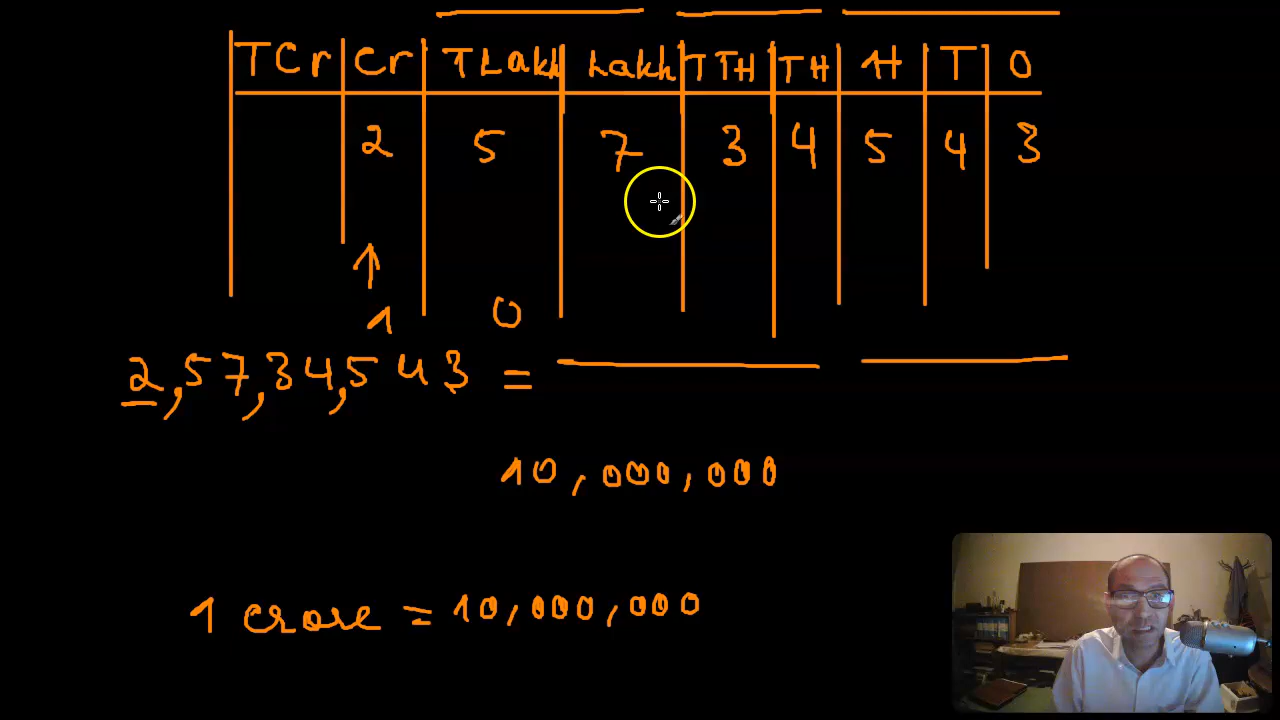 TCr Cr TLakh Lakh TTH TH H T O
2 5 7 3 4 5 4 3
↑
1 0
2,57,34,543 =
10,000,000
1 crore = 10,000,000